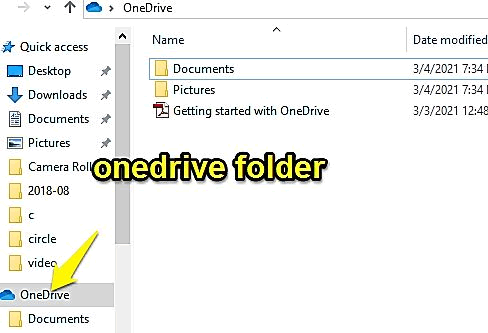 OneDrive
Quick access
Desktop
Downloads
Documents
Pictures
Camera Roll
2018-08
c
circle
video
OneDrive
Documents
Name Date modified
Documents 3/4/2021 7:34
Pictures 3/4/2021 7:34
Getting started with OneDrive 3/3/2021 12:48
onedrive folder